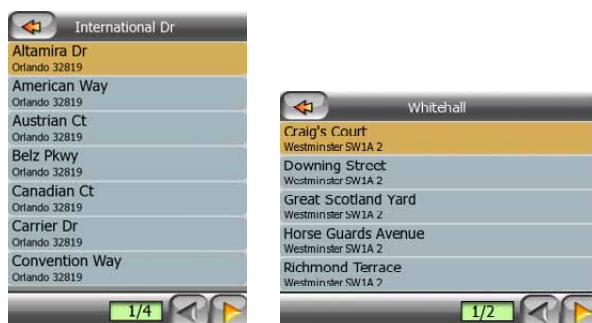 International Dr
Altamira Dr
Orlando 32819
American Way
Orlando 32819
Austrian Ct
Orlando 32819
Belz Pkwy
Orlando 32819
Canadian Ct
Orlando 32819
Carrier Dr
Orlando 32819
Convention Way
Orlando 32819
1/4
Whitehall
Craig's Court
Westminster SW1A 2
Downing Street
Westminster SW1A 2
Great Scotland Yard
Westminster SW1A 2
Horse Guards Avenue
Westminster SW1A 2
Richmond Terrace
Westminster SW1A 2
1/2